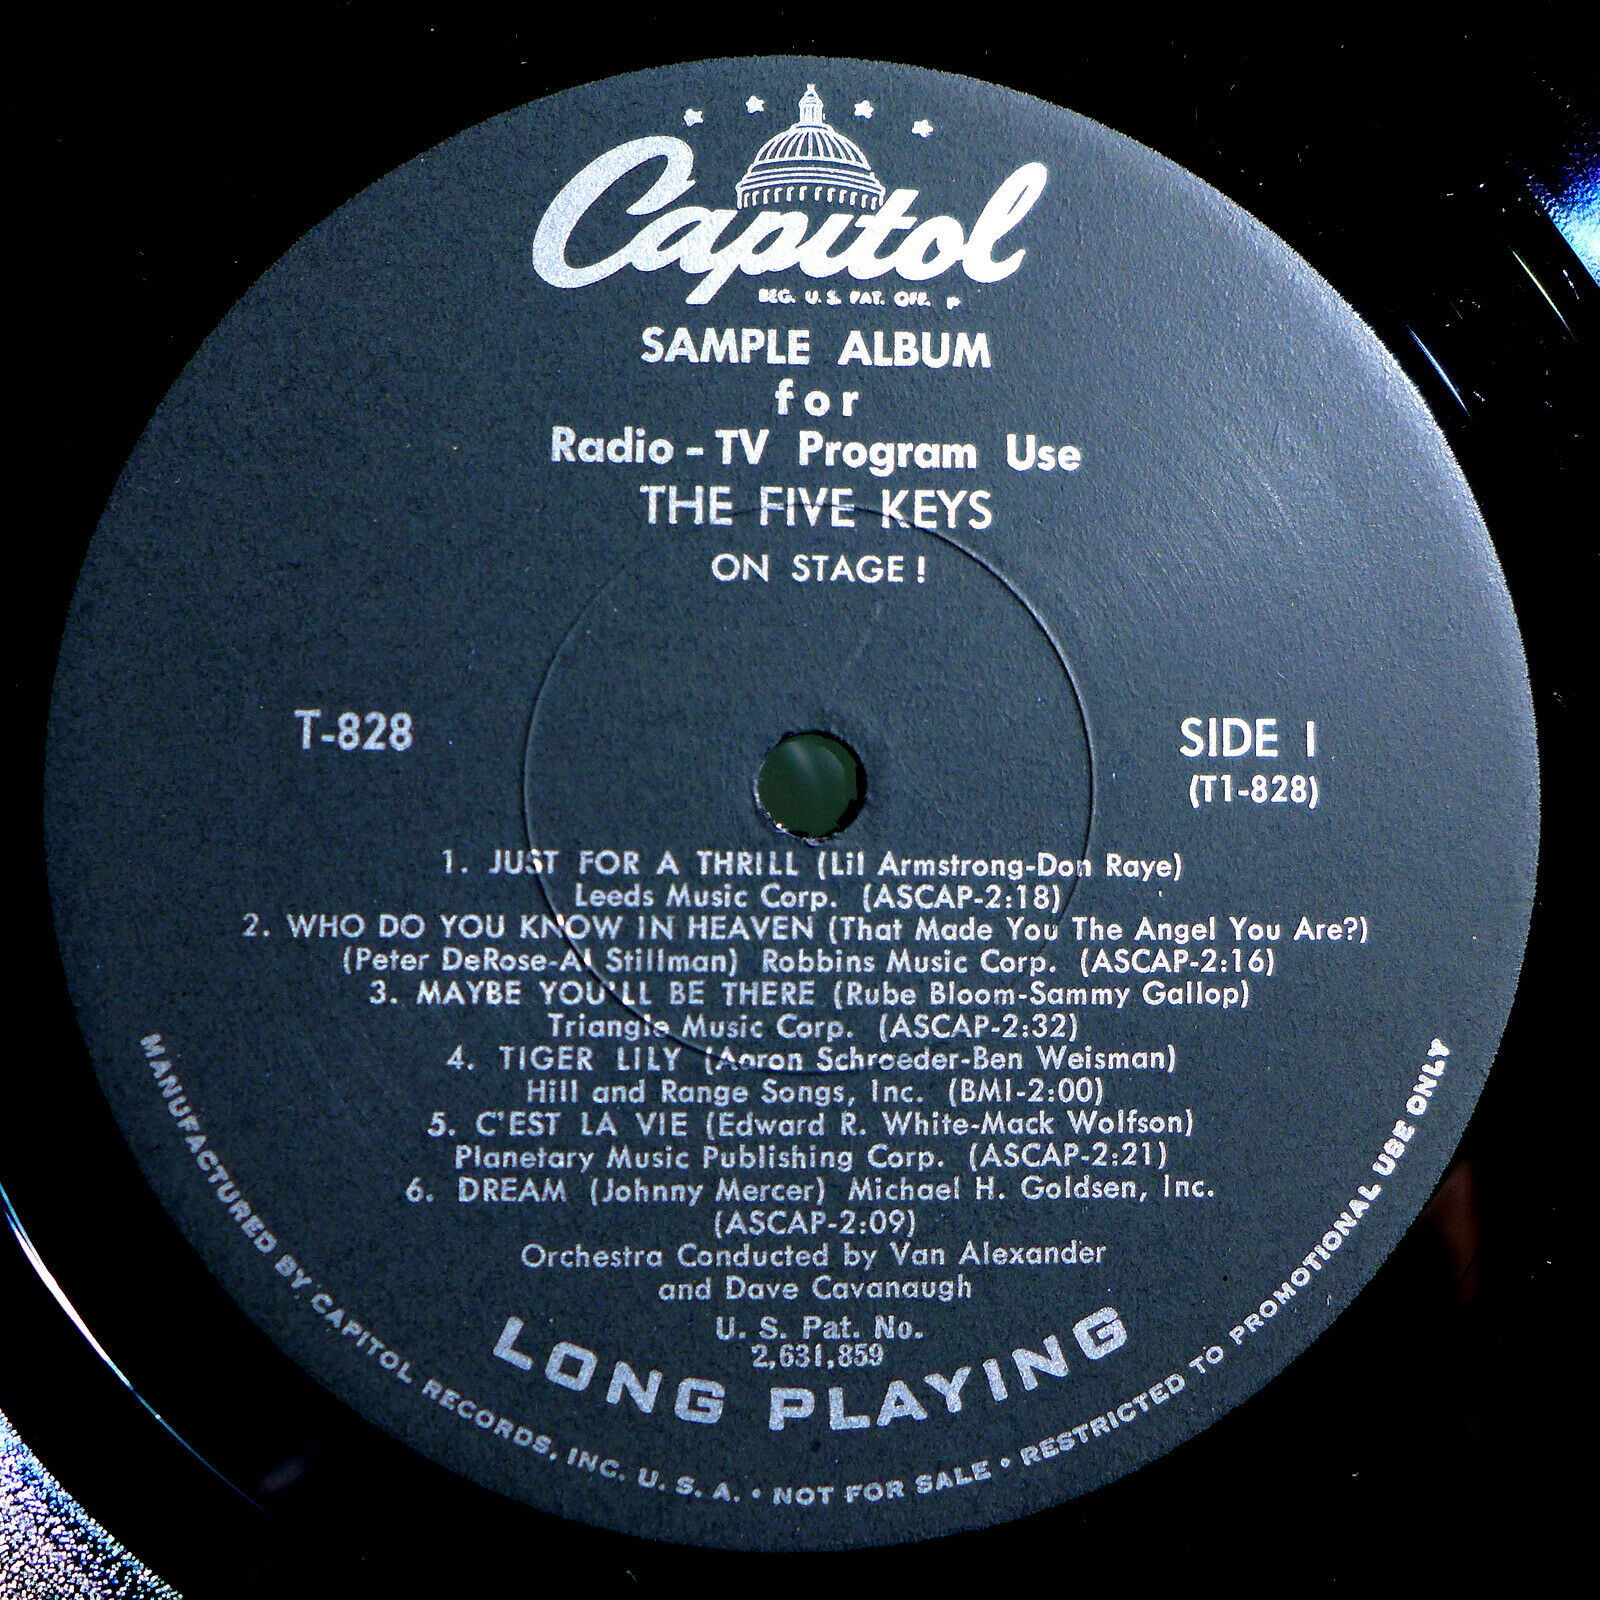 Capitol
REG. U. S. PAT. OFF. P
SAMPLE ALBUM
for
Radio - TV Program Use
THE FIVE KEYS
ON STAGE!
T-828
SIDE 1
(T1-828)
1. JUST FOR A THRILL (Lil Armstrong-Don Raye)
Leeds Music Corp. (ASCAP-2:18)
2. WHO DO YOU KNOW IN HEAVEN (That Made You The Angel You Are?)
(Peter DeRose-Al Stillman) Robbins Music Corp. (ASCAP-2:16)
3. MAYBE YOU'LL BE THERE (Rube Bloom-Sammy Gallop)
Triangle Music Corp. (ASCAP-2:32)
4. TIGER LILY (Aaron Schroeder-Ben Weisman)
Hill and Range Songs, Inc. (BMI-2:00)
5. C'EST LA VIE (Edward R. White-Mack Wolfson)
Planetary Music Publishing Corp. (ASCAP-2:21)
6. DREAM (Johnny Mercer) Michael H. Goldsen, Inc.
(ASCAP-2:09)
Orchestra Conducted by Van Alexander
and Dave Cavanaugh
U. S. Pat. No.
2,631,859
LONG PLAYING
MANUFACTURED BY CAPITOL RECORDS, INC. U. S. A. • NOT FOR SALE • RESTRICTED TO PROMOTIONAL USE ONLY